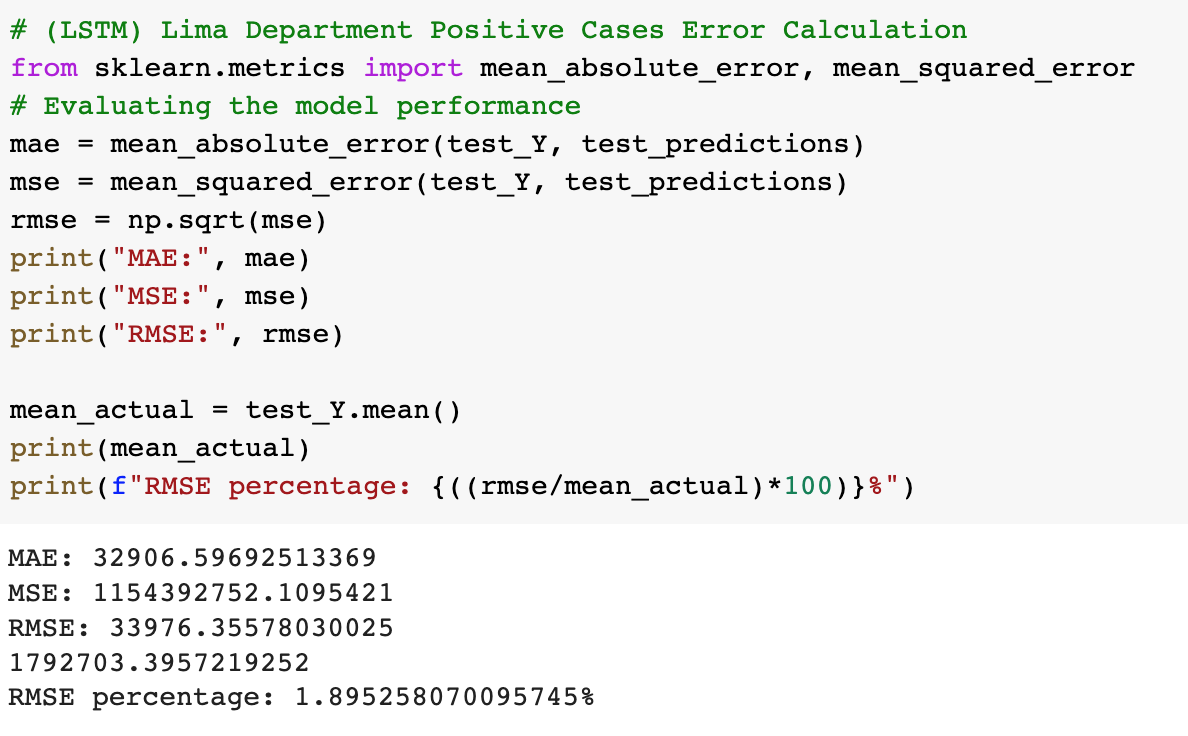 # (LSTM) Lima Department Positive Cases Error Calculation
from sklearn.metrics import mean_absolute_error, mean_squared_error
# Evaluating the model performance
mae = mean_absolute_error(test_Y, test_predictions)
mse = mean_squared_error(test_Y, test_predictions)
rmse = np.sqrt(mse)
print("MAE:", mae)
print("MSE:", mse)
print("RMSE:", rmse)
mean_actual = test_Y.mean()
print(mean_actual)
print(f"RMSE percentage: {((rmse/mean_actual)*100)}%")
MAE: 32906.59692513369
MSE: 1154392752.1095421
RMSE: 33976.35578030025
1792703.3957219252
RMSE percentage: 1.895258070095745%